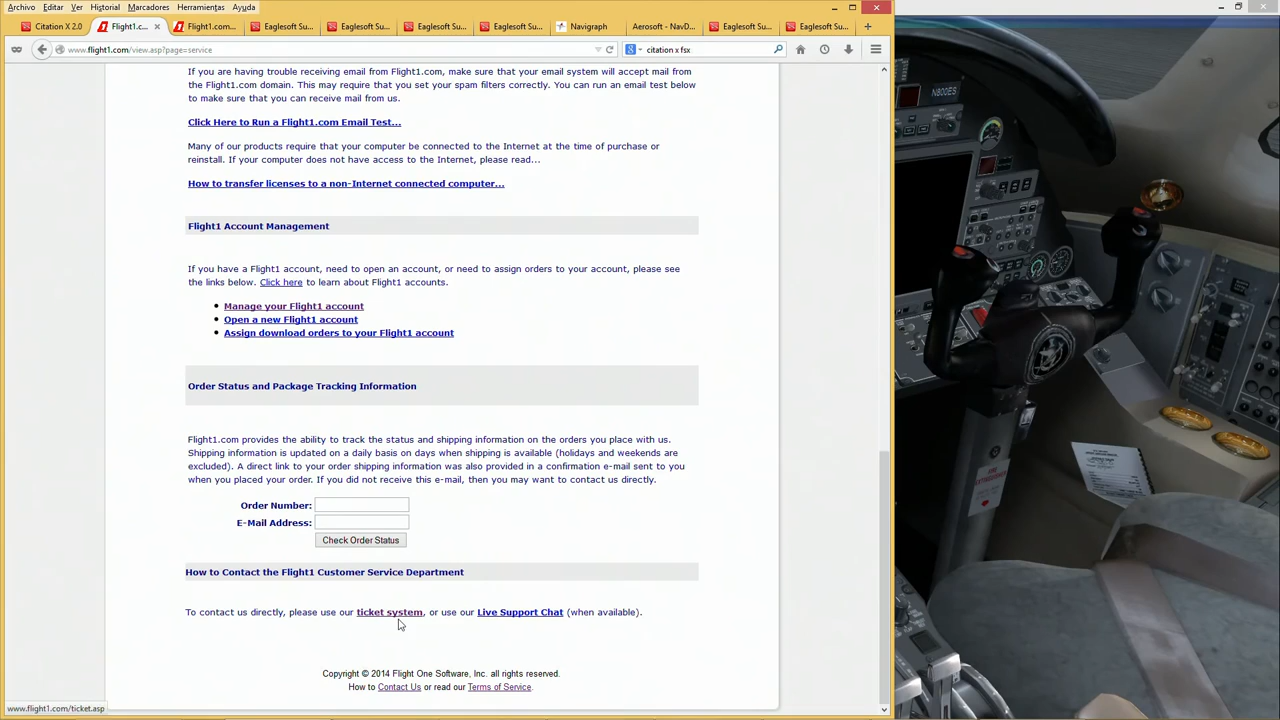 Archivo Editar Ver Historial Marcadores Herramientas Ayuda
Citation X 2.0 Flight1.c... Flight1.com... Eaglesoft Su... Eaglesoft Su... Eaglesoft Su... Eaglesoft Su... Navigraph Aerosoft - NavD... Eaglesoft Su... Eaglesoft Su...
www.flight1.com/view.asp?page=service citation x fsx
If you are having trouble receiving email from Flight1.com, make sure that your email system will accept mail from
the Flight1.com domain. This may require that you set your spam filters correctly. You can run an email test below
to make sure that you can receive mail from us.
Click Here to Run a Flight1.com Email Test...
Many of our products require that your computer be connected to the Internet at the time of purchase or
reinstall. If your computer does not have access to the Internet, please read...
How to transfer licenses to a non-Internet connected computer...
Flight1 Account Management
If you have a Flight1 account, need to open an account, or need to assign orders to your account, please see
the links below. Click here to learn about Flight1 accounts.
Manage your Flight1 account
Open a new Flight1 account
Assign download orders to your Flight1 account
Order Status and Package Tracking Information
Flight1.com provides the ability to track the status and shipping information on the orders you place with us.
Shipping information is updated on a daily basis on days when shipping is available (holidays and weekends are
excluded). A direct link to your order shipping information was also provided in a confirmation e-mail sent to you
when you placed your order. If you did not receive this e-mail, then you may want to contact us directly.
Order Number:
E-Mail Address:
Check Order Status
How to Contact the Flight1 Customer Service Department
To contact us directly, please use our ticket system, or use our Live Support Chat (when available).
Copyright © 2014 Flight One Software, Inc. all rights reserved.
How to Contact Us or read our Terms of Service.
www.flight1.com/ticket.asp
N800ES